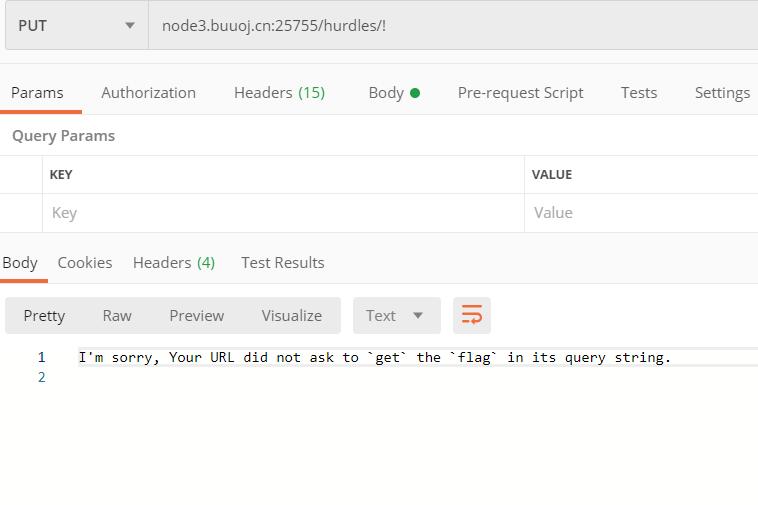 PUT node3.buuoj.cn:25755/hurdles/!
Params Authorization Headers (15) Body Pre-request Script Tests Settings
Query Params
KEY VALUE
Key Value
Body Cookies Headers (4) Test Results
Pretty Raw Preview Visualize Text
1 I'm sorry, Your URL did not ask to `get` the `flag` in its query string.
2